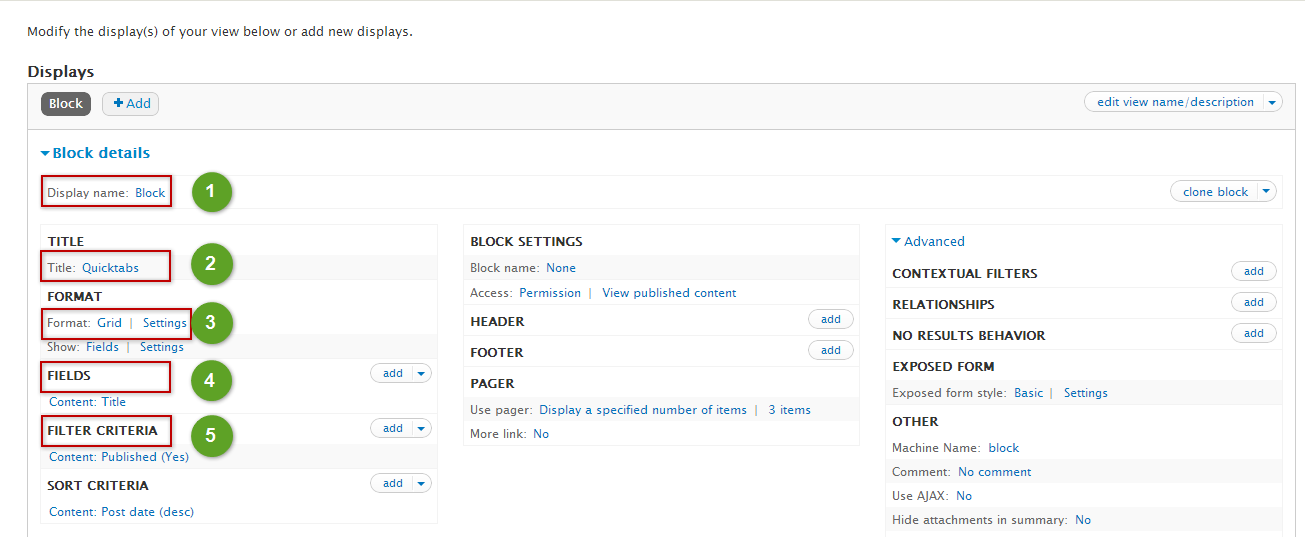 Modify the display(s) of your view below or add new displays.
Displays
Block
+ Add
edit view name/description
Block details
Display name: Block
1
clone block
TITLE
Title: Quicktabs
2
FORMAT
Format: Grid | Settings
3
Show: Fields | Settings
FIELDS
4
add
Content: Title
FILTER CRITERIA
5
add
Content: Published (Yes)
SORT CRITERIA
add
Content: Post date (desc)
BLOCK SETTINGS
Block name: None
Access: Permission | View published content
HEADER
add
FOOTER
add
PAGER
Use pager: Display a specified number of items | 3 items
More link: No
Advanced
CONTEXTUAL FILTERS
add
RELATIONSHIPS
add
NO RESULTS BEHAVIOR
add
EXPOSED FORM
Exposed form style: Basic | Settings
OTHER
Machine Name: block
Comment: No comment
Use AJAX: No
Hide attachments in summary: No